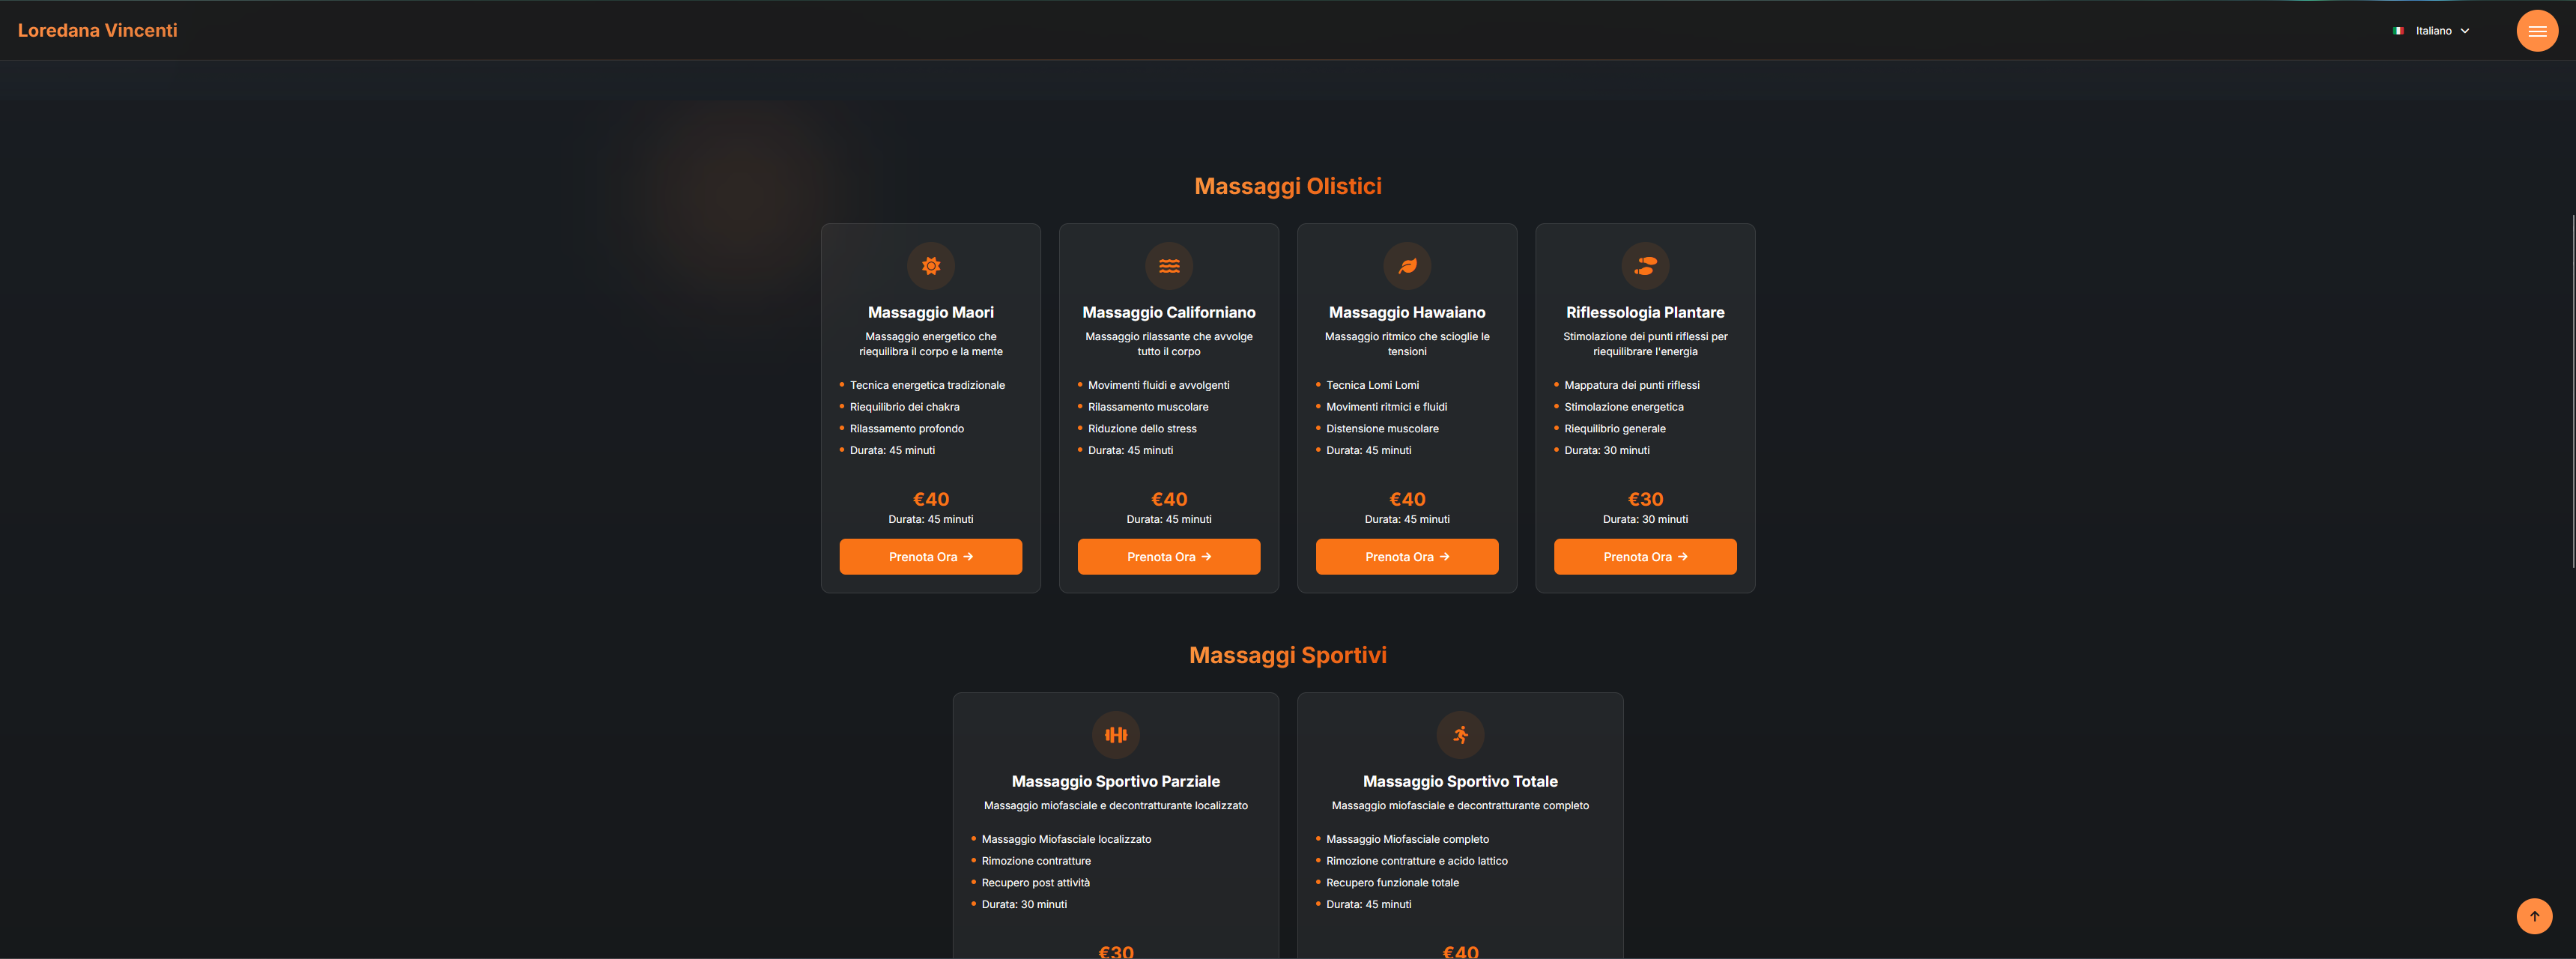 Loredana Vincenti
Italiano
Massaggi Olistici
Massaggio Maori
Massaggio energetico che
riequilibra il corpo e la mente
Tecnica energetica tradizionale
Riequilibrio dei chakra
Rilassamento profondo
Durata: 45 minuti
€40
Durata: 45 minuti
Prenota Ora →
Massaggio Californiano
Massaggio rilassante che avvolge
tutto il corpo
Movimenti fluidi e avvolgenti
Rilassamento muscolare
Riduzione dello stress
Durata: 45 minuti
€40
Durata: 45 minuti
Prenota Ora →
Massaggio Hawaiano
Massaggio ritmico che scioglie le
tensioni
Tecnica Lomi Lomi
Movimenti ritmici e fluidi
Distensione muscolare
Durata: 45 minuti
€40
Durata: 45 minuti
Prenota Ora →
Riflessologia Plantare
Stimolazione dei punti riflessi per
riequilibrare l'energia
Mappatura dei punti riflessi
Stimolazione energetica
Riequilibrio generale
Durata: 30 minuti
€30
Durata: 30 minuti
Prenota Ora →
Massaggi Sportivi
Massaggio Sportivo Parziale
Massaggio miofasciale e decontratturante localizzato
Massaggio Miofasciale localizzato
Rimozione contratture
Recupero post attività
Durata: 30 minuti
€30
Massaggio Sportivo Totale
Massaggio miofasciale e decontratturante completo
Massaggio Miofasciale completo
Rimozione contratture e acido lattico
Recupero funzionale totale
Durata: 45 minuti
€40